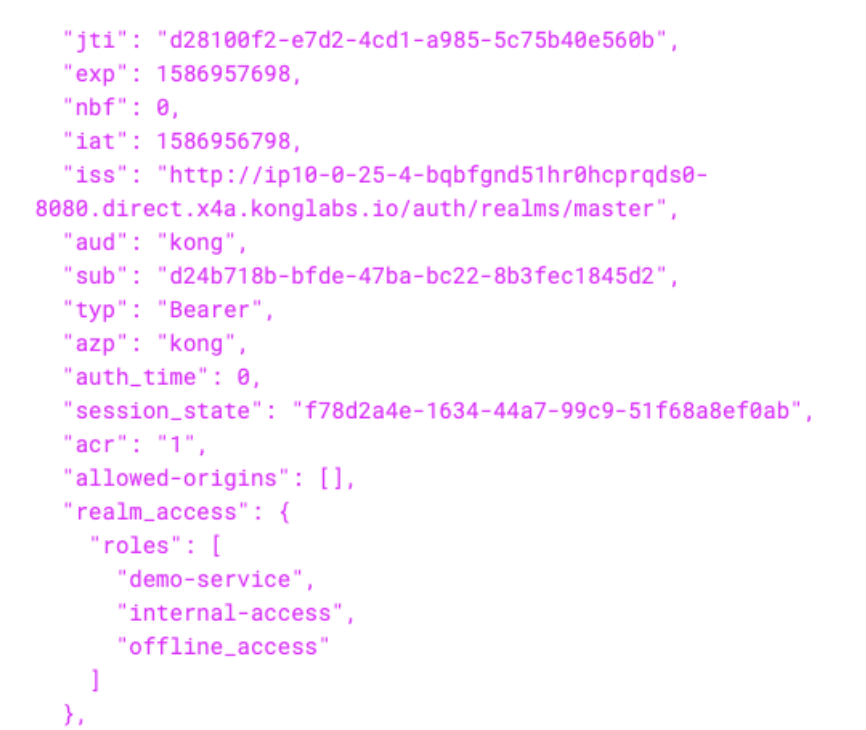 "jti": "d28100f2-e7d2-4cd1-a985-5c75b40e560b",
"exp": 1586957698,
"nbf": 0,
"iat": 1586956798,
"iss": "http://ip10-0-25-4-bqbfgnd51hr0hcprqds0-
8080.direct.x4a.konglabs.io/auth/realms/master",
"aud": "kong",
"sub": "d24b718b-bfde-47ba-bc22-8b3fec1845d2",
"typ": "Bearer",
"azp": "kong",
"auth_time": 0,
"session_state": "f78d2a4e-1634-44a7-99c9-51f68a8ef0ab",
"acr": "1",
"allowed-origins": [],
"realm_access": {
"roles": [
"demo-service",
"internal-access",
"offline_access"
]
},